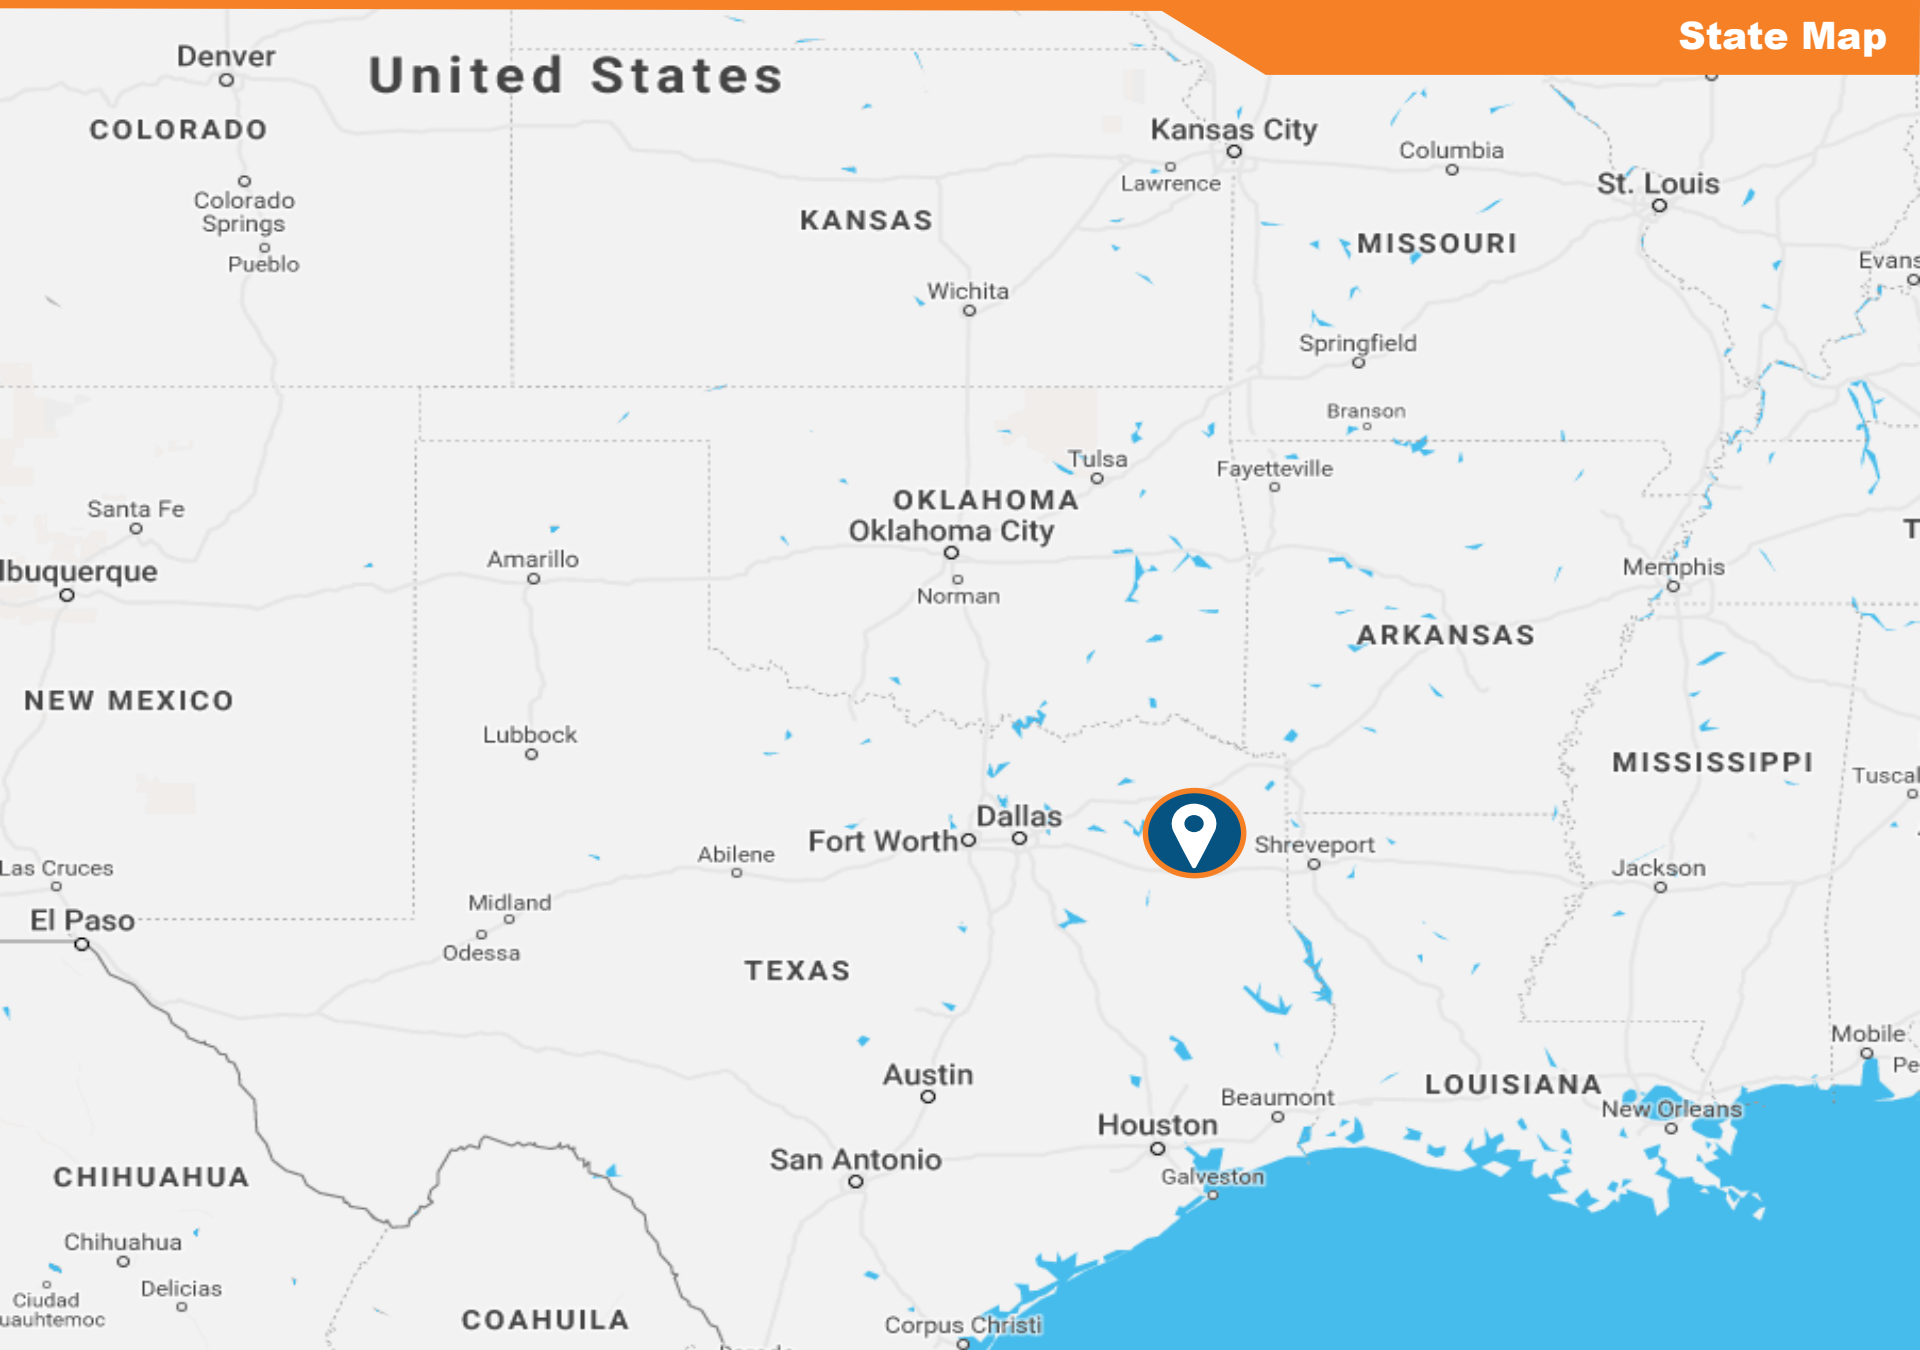 State Map
Denver
United States
COLORADO
Kansas City
Columbia
Lawrence
St. Louis
Colorado
Springs
KANSAS
MISSOURI
Pueblo
Evans
Wichita
Springfield
Branson
Tulsa
Fayetteville
OKLAHOMA
Santa Fe
Oklahoma City
T
Amarillo
lbuquerque
Memphis
Norman
ARKANSAS
NEW MEXICO
Lubbock
MISSISSIPPI
Tuscal
Dallas
Fort Worth
Shreveport
Abilene
Las Cruces
Jackson
Midland
El Paso
Odessa
TEXAS
Mobile
Pe
Austin
LOUISIANA
Beaumont
New Orleans
Houston
San Antonio
Galveston
CHIHUAHUA
Chihuahua
Delicias
Ciudad
uauhtemoc
COAHUILA
Corpus Christi